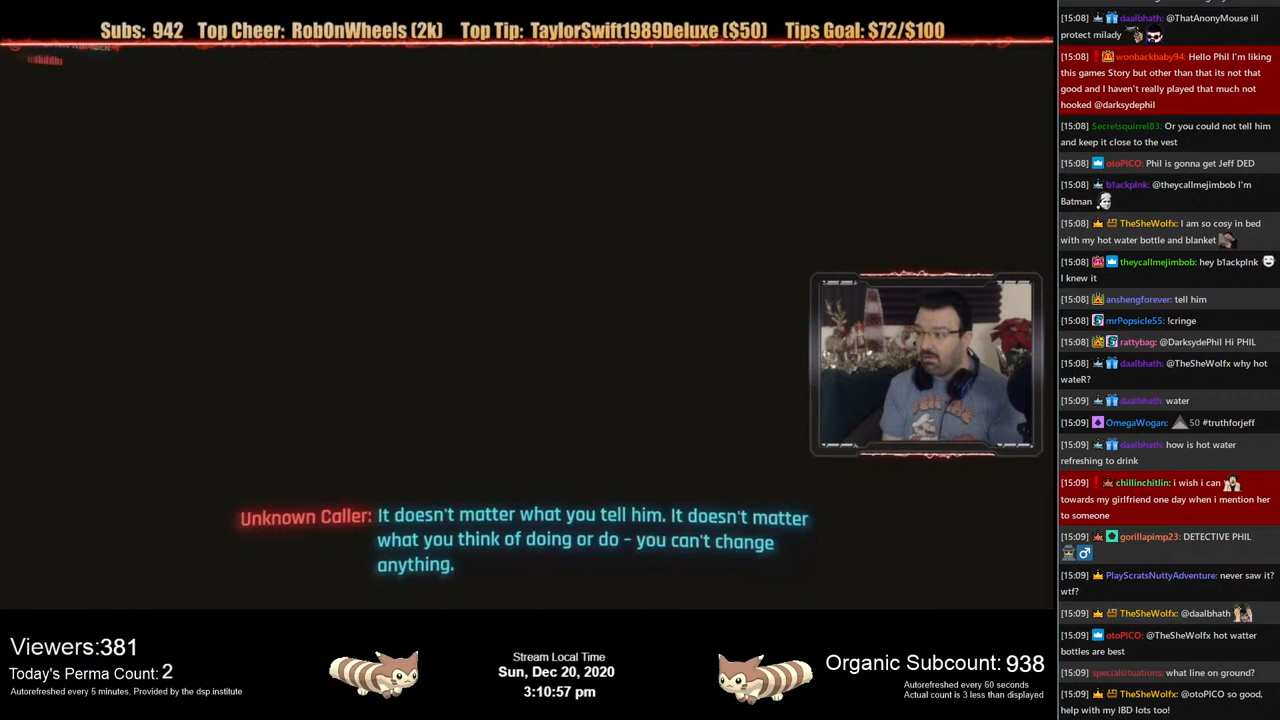 Subs: 942 Top Cheer: RobOnWheels (2k) Top Tip: TaylorSwift1989Deluxe ($50) Tips Goal: $72/$100
Unknown Caller: It doesn't matter what you tell him. It doesn't matter
what you think of doing or do – you can't change
anything.
Viewers:381
Today's Perma Count: 2
Autorefreshed every 5 minutes, Provided by the dsp institute
Stream Local Time
Sun, Dec 20, 2020
3:10:57 pm
Organic Subcount: 938
Autorefreshed every 60 seconds
Actual count is 3 less than displayed
[15:08] daalbhath: @ThatAnonyMouse ill
protect milady
[15:08] woobackbaby94: Hello Phil I'm liking
this games Story but other than that its not that
good and I haven't really played that much not
hooked @darksydephil
[15:08] Secretsquirrel83: Or you could not tell him
and keep it close to the vest
[15:08] otoPICO: Phil is gonna get Jeff DED
[15:08] b1ackpInk: @theycallmejimbob I'm
Batman
[15:08] TheSheWolfx: I am so cosy in bed
with my hot water bottle and blanket
[15:08] theycallmejimbob: hey b1ackpInk
I knew it
[15:08] anshengforever: tell him
[15:08] mrPopsicle55: !cringe
[15:08] rattybag: @DarksydePhil Hi PHIL
[15:08] daalbhath: @TheSheWolfx why hot
wateR?
[15:09] daalbhath: water
[15:09] OmegaWogan: 50 #truthforjeff
[15:09] daalbhath: how is hot water
refreshing to drink
[15:09] chillinchitlin: i wish i can
towards my girlfriend one day when i mention her
to someone
[15:09] gorillapimp23: DETECTIVE PHIL
[15:09] PlayScratsNuttyAdventure: never saw it?
wtf?
[15:09] TheSheWolfx: @daalbhath
[15:09] otoPICO: @TheSheWolfx hot watter
bottles are best
[15:09] specialsituations: what line on ground?
[15:09] TheSheWolfx: @otoPICO so good,
help with my IBD lots too!